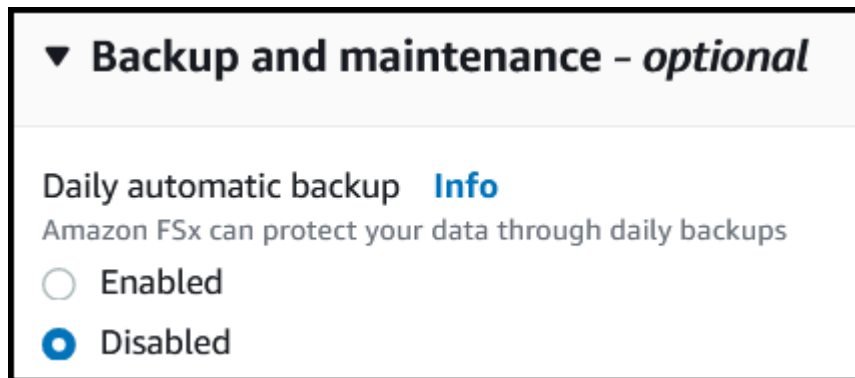 Backup and maintenance - optional
Daily automatic backup Info
Amazon FSx can protect your data through daily backups
Enabled
Disabled